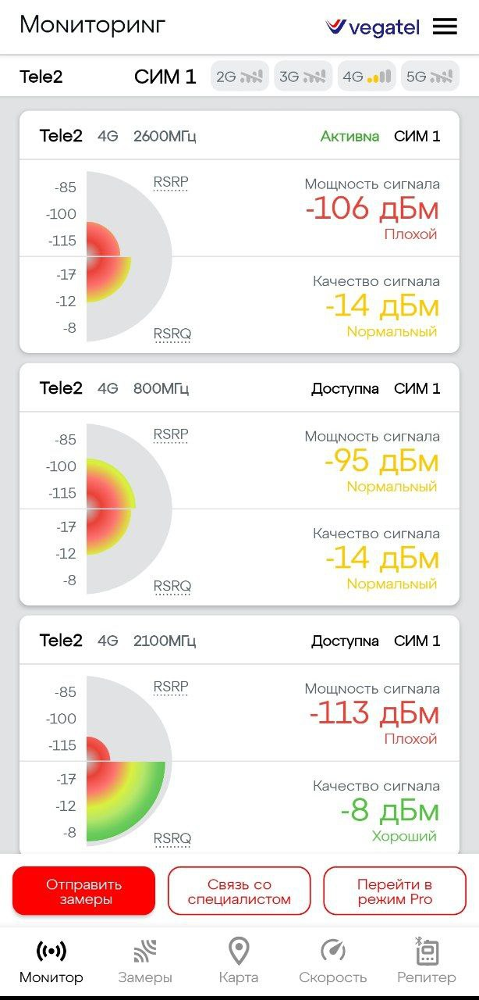 Мониторинг
vegatel
Tele2 СИМ 1 2G 3G 4G 5G
Tele2 4G 2600МГц Активна СИМ 1
RSRP
Мощность сигнала
-85
-106 дБм
-100
Плохой
-115
-17
Качество сигнала
-12
-14 дБм
-8
Нормальный
RSRQ
Tele2 4G 800МГц Доступна СИМ 1
RSRP
Мощность сигнала
-85
-95 дБм
-100
Нормальный
-115
-17
Качество сигнала
-12
-14 дБм
-8
Нормальный
RSRQ
Tele2 4G 2100МГц Доступна СИМ 1
RSRP
Мощность сигнала
-85
-113 дБм
-100
Плохой
-115
-17
Качество сигнала
-12
-8 дБм
-8
Хороший
RSRQ
Отправить
замеры
Связь со
специалистом
Перейти в
режим Pro
Монитор Замеры Карта Скорость Репитер